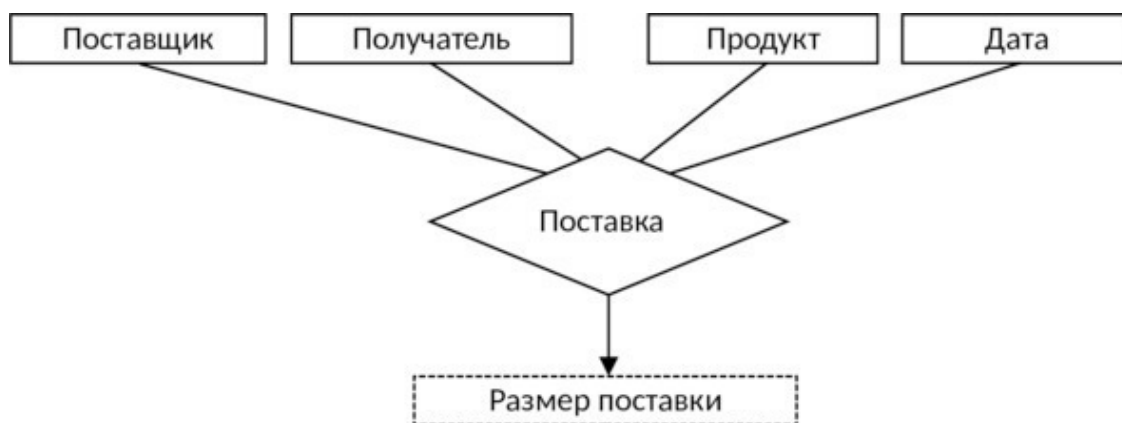 Поставщик
Получатель
Продукт
Дата
Поставка
Размер поставки